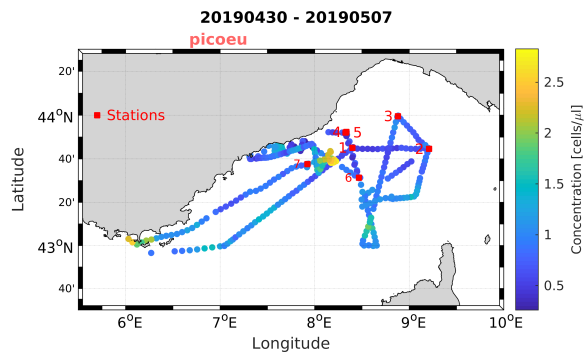 20190430 - 20190507
picoeu
20'
44°N
40'
20'
43°N
40'
Latitude
Stations
3
4 5
1
2
7
6
6°E
7°E
8°E
9°E
10°E
Longitude
2.5
2
1.5
1
0.5
Concentration [cells/μl]